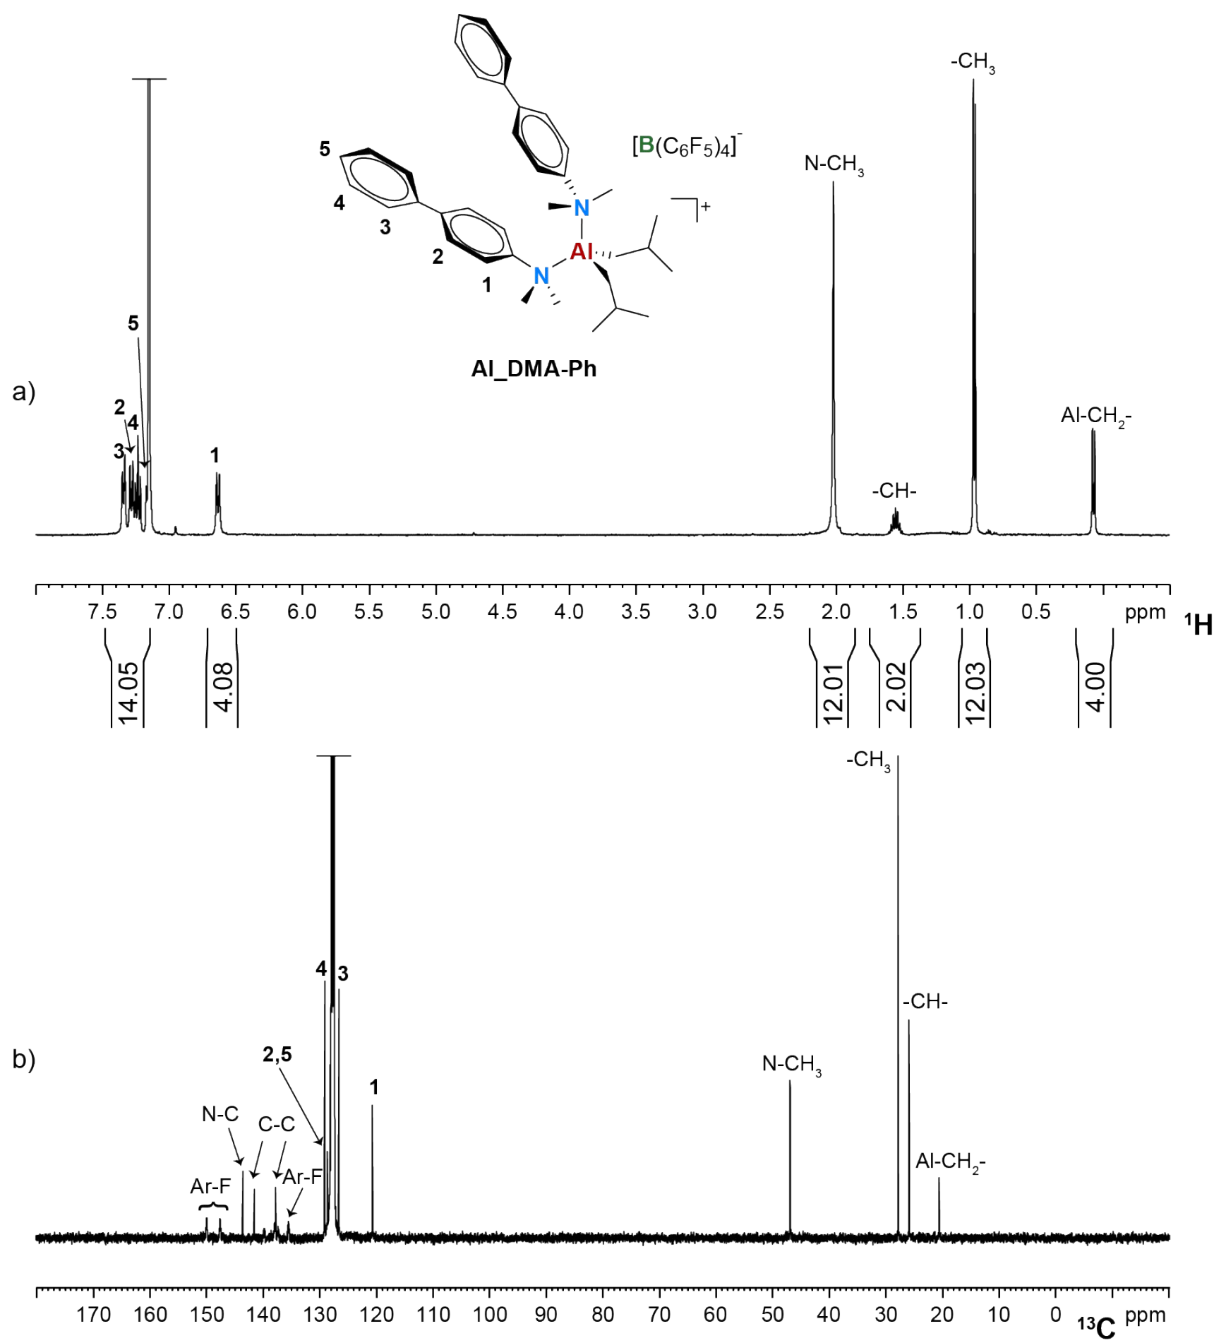 -CH3
[B(C6F5)4]-
N-CH3
5
N
+
4
3
Al
2
N
1
5
Al_DMA-Ph
a)
2
4
Al-CH2-
3
1
-CH-
7.5 7.0 6.5 6.0 5.5 5.0 4.5 4.0 3.5 3.0 2.5 2.0 1.5 1.0 0.5 ppm
1H
14.05 4.08 12.01 2.02 12.03 4.00
-CH3
4 3
-CH-
b)
2,5
N-CH3
1
N-C
C-C
Al-CH2-
Ar-F
Ar-F
170 160 150 140 130 120 110 100 90 80 70 60 50 40 30 20 10 0 ppm
13C